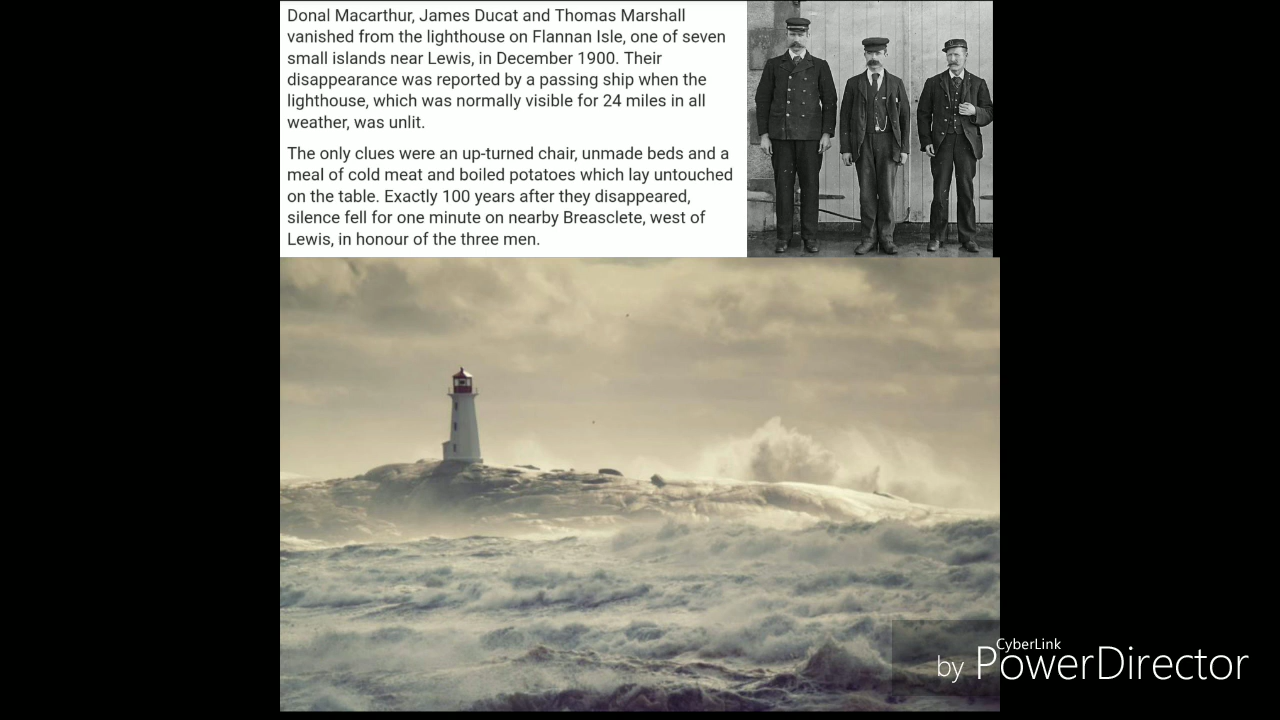 Donal Macarthur, James Ducat and Thomas Marshall
vanished from the lighthouse on Flannan Isle, one of seven
small islands near Lewis, in December 1900. Their
disappearance was reported by a passing ship when the
lighthouse, which was normally visible for 24 miles in all
weather, was unlit.
The only clues were an up-turned chair, unmade beds and a
meal of cold meat and boiled potatoes which lay untouched
on the table. Exactly 100 years after they disappeared,
silence fell for one minute on nearby Breasclete, west of
Lewis, in honour of the three men.
CyberLink
by PowerDirector